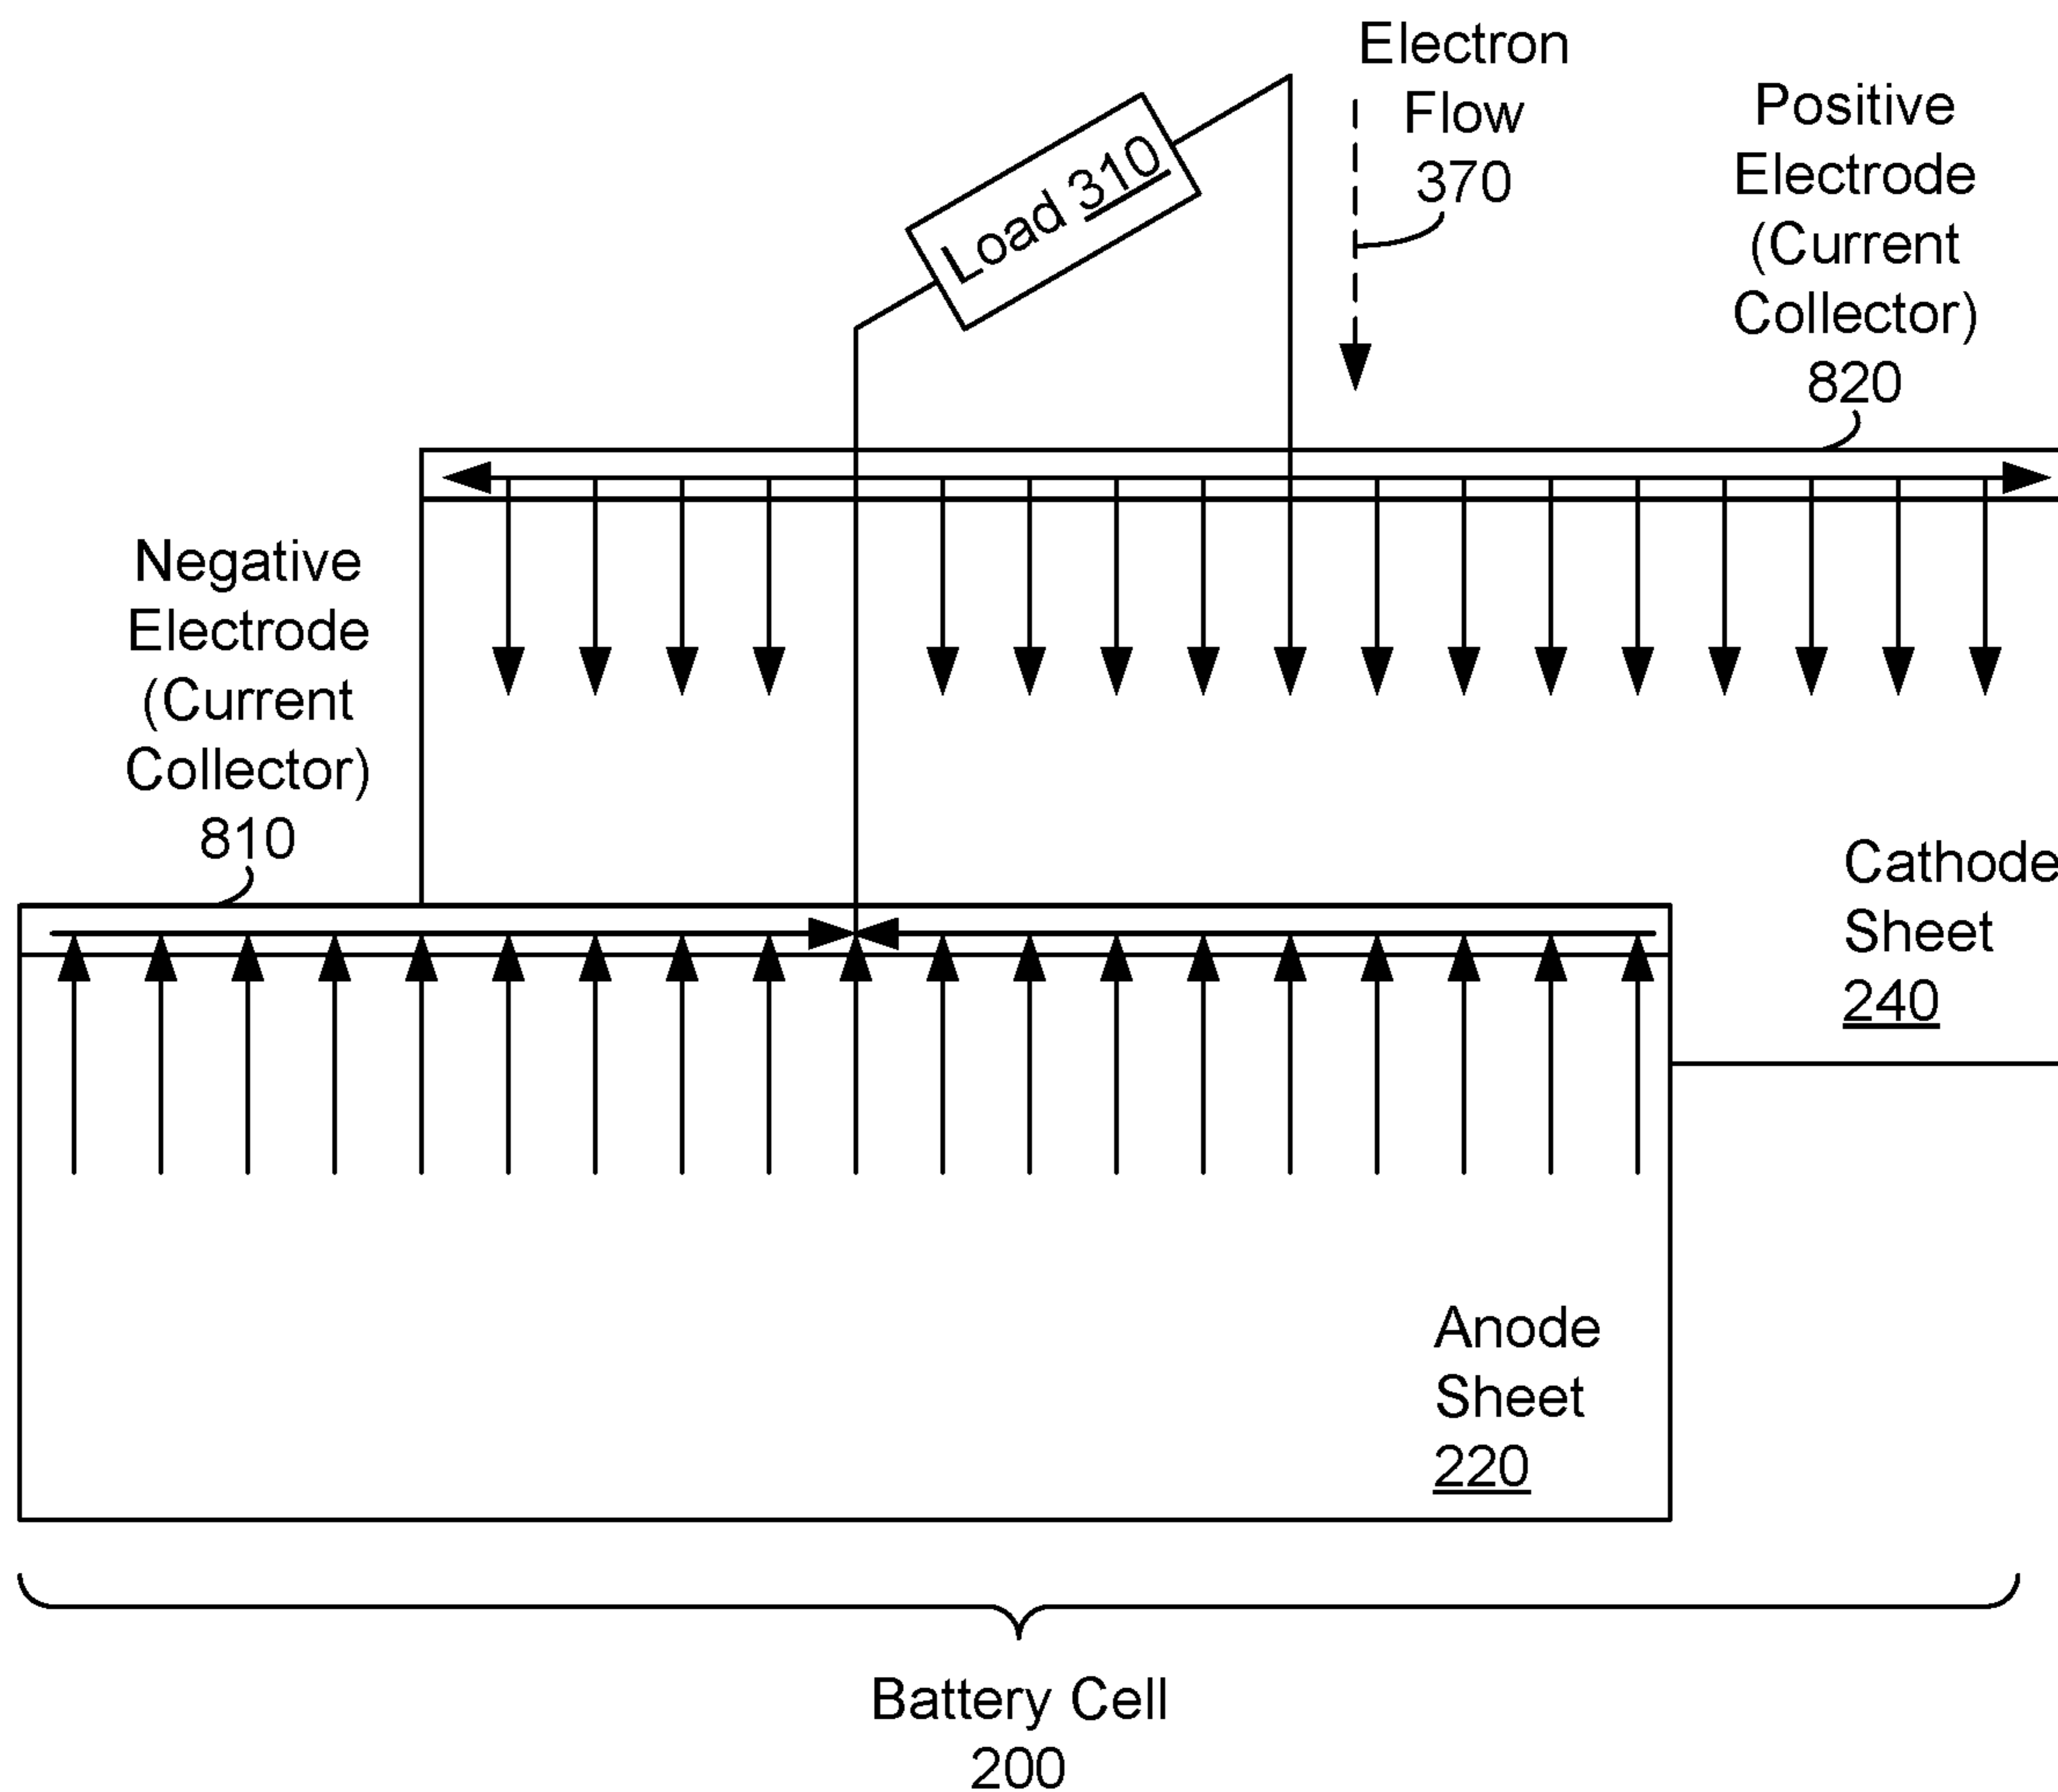 Electron
Flow
370
Positive
Electrode
(Current
Collector)
820
Load 310
Negative
Electrode
(Current
Collector)
810
Cathode
Sheet
240
Anode
Sheet
220
Battery Cell
200